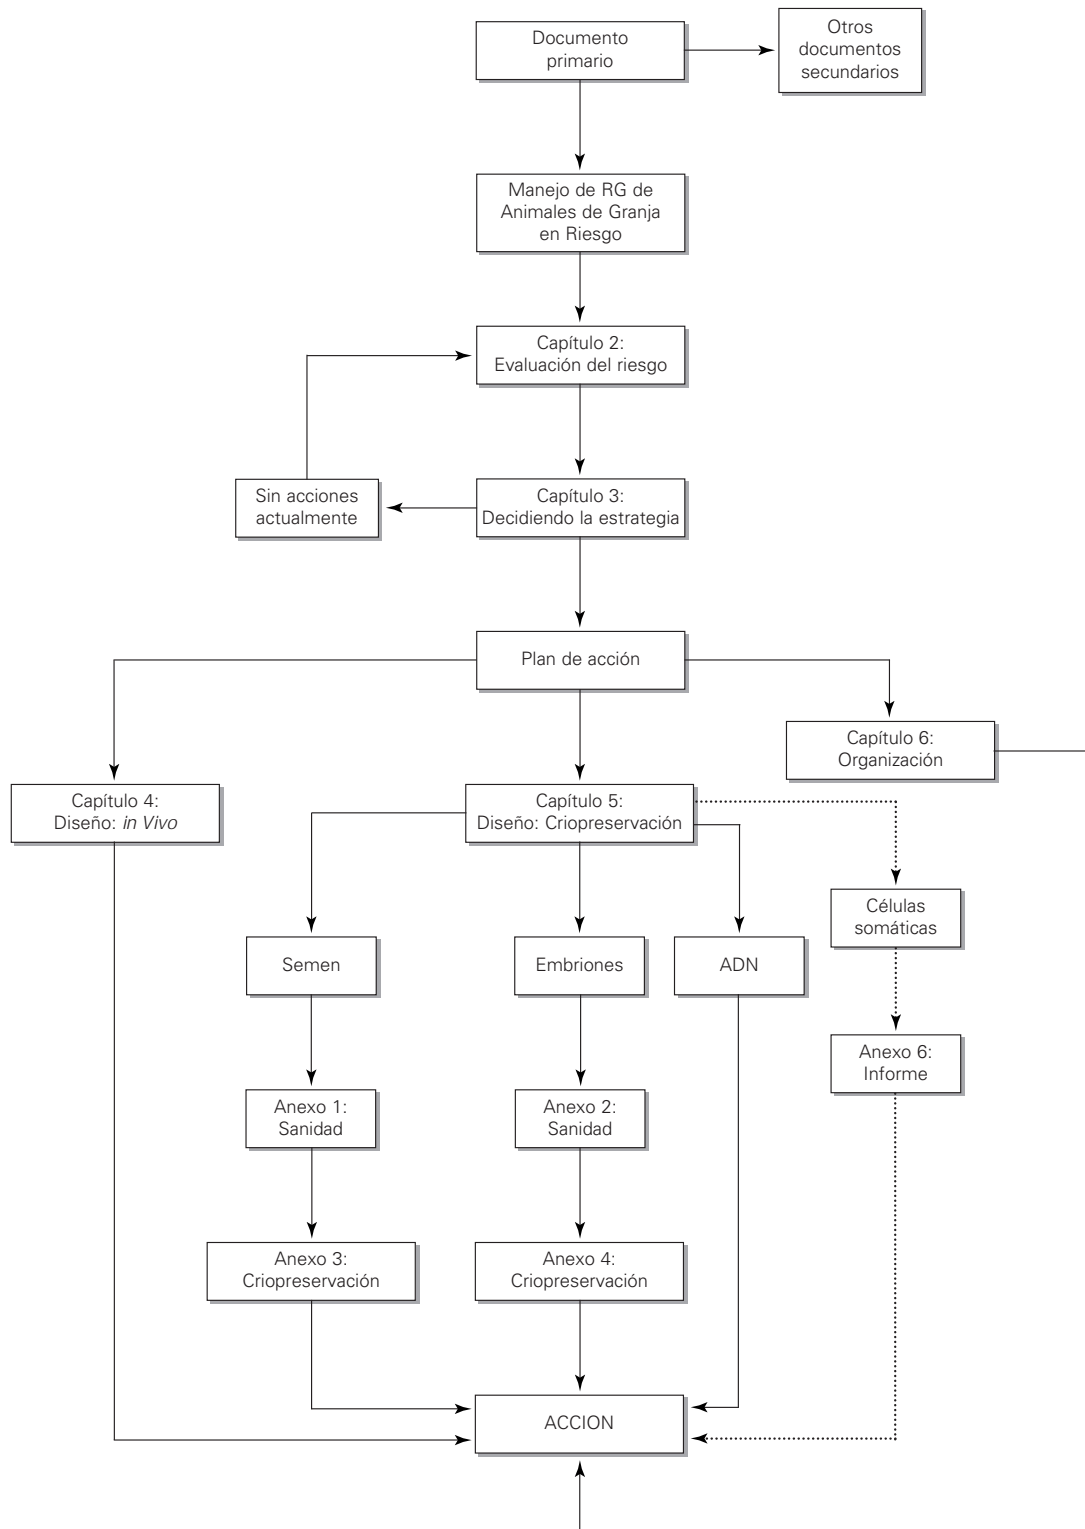 Documento
primario
Otros
documentos
secundarios
Manejo de RG de
Animales de Granja
en Riesgo
Capítulo 2:
Evaluación del riesgo
Sin acciones
actualmente
Capítulo 3:
Decidiendo la estrategia
Plan de acción
Capítulo 6:
Organización
Capítulo 4:
Diseño: in Vivo
Capítulo 5:
Diseño: Criopreservación
Células
somáticas
Semen
Embriones
ADN
Anexo 6:
Informe
Anexo 1:
Sanidad
Anexo 2:
Sanidad
Anexo 3:
Criopreservación
Anexo 4:
Criopreservación
ACCION